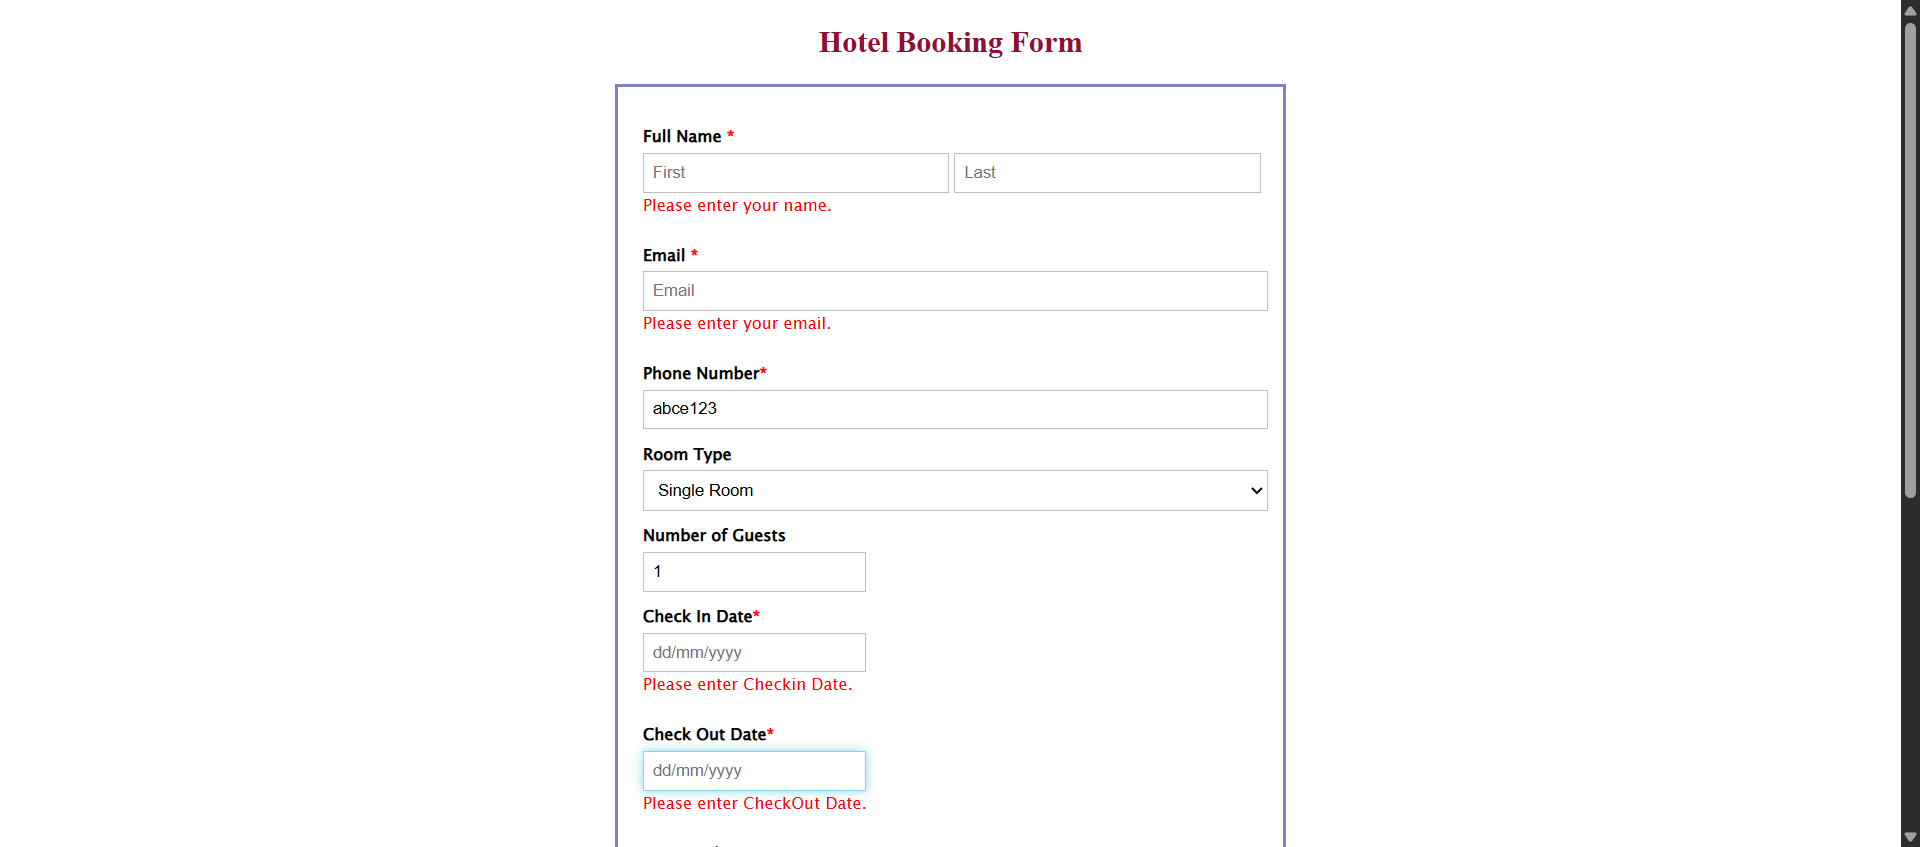 Hotel Booking Form
Full Name *
First Last
Please enter your name.
Email *
Email
Please enter your email.
Phone Number*
abce123
Room Type
Single Room
Number of Guests
1
Check In Date*
dd/mm/yyyy
Please enter Checkin Date.
Check Out Date*
dd/mm/yyyy
Please enter CheckOut Date.